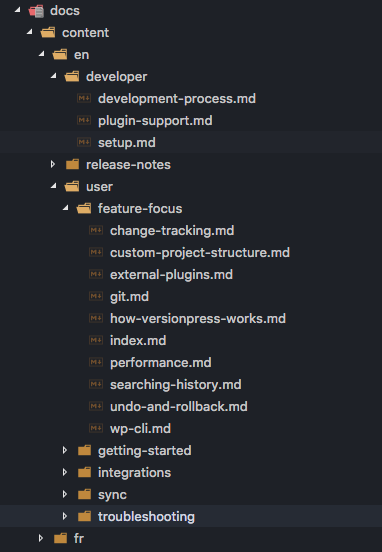 docs
content
en
developer
development-process.md
plugin-support.md
setup.md
release-notes
user
feature-focus
change-tracking.md
custom-project-structure.md
external-plugins.md
git.md
how-versionpress-works.md
index.md
performance.md
searching-history.md
undo-and-rollback.md
wp-cli.md
getting-started
integrations
sync
troubleshooting
fr